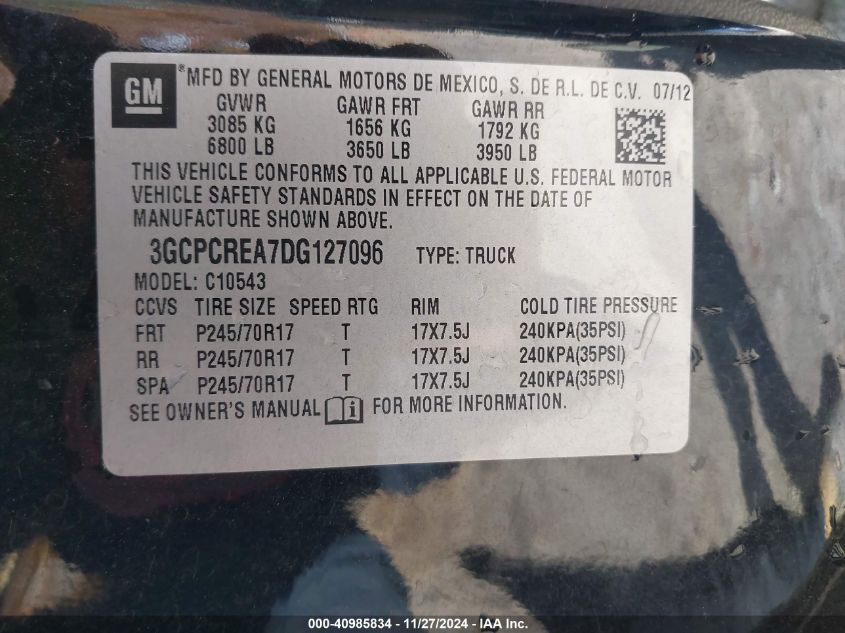 GM ®MFD BY GENERAL MOTORS DE MEXICO, S. DE R.L. DE C.V. 07/12
GVWR GAWR FRT GAWR RR
3085 KG 1656 KG 1792 KG
6800 LB 3650 LB 3950 LB
THIS VEHICLE CONFORMS TO ALL APPLICABLE U.S. FEDERAL MOTOR
VEHICLE SAFETY STANDARDS IN EFFECT ON THE DATE OF
MANUFACTURE SHOWN ABOVE.
3GCPCREA7DG127096 TYPE: TRUCK
MODEL: C10543
CCVS TIRE SIZE SPEED RTG RIM COLD TIRE PRESSURE
FRT P245/70R17 T 17X7.5J 240KPA(35PSI)
RR P245/70R17 T 17X7.5J 240KPA(35PSI)
SPA P245/70R17 T 17X7.5J 240KPA(35PSI)
SEE OWNER'S MANUAL i FOR MORE INFORMATION.
000-40985834 - 11/27/2024 - IAA Inc.